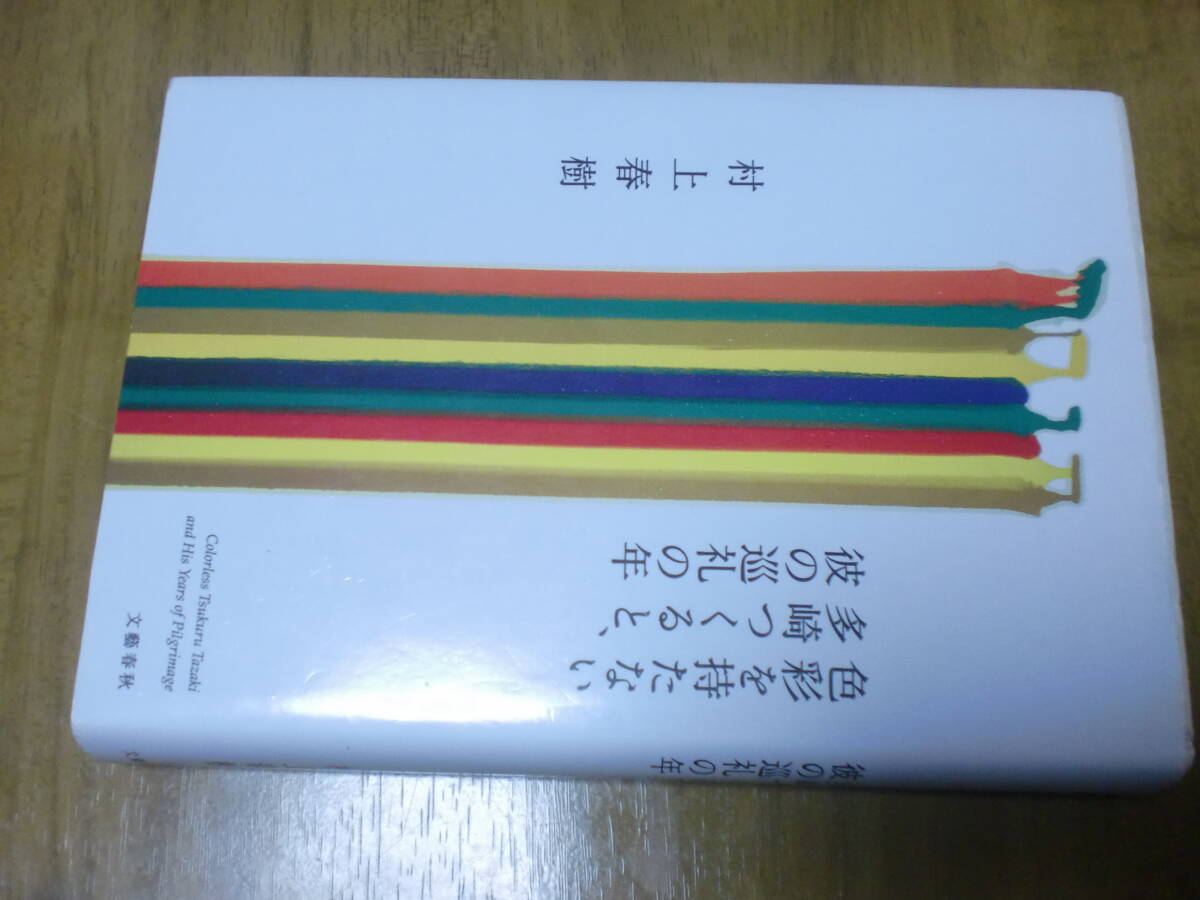 色彩を持たない
多崎つくると、
彼の巡礼の年
村上春樹
Colorless Tsukuru Tazaki
and His Years of Pilgrimage
文藝春秋
彼の巡礼の年